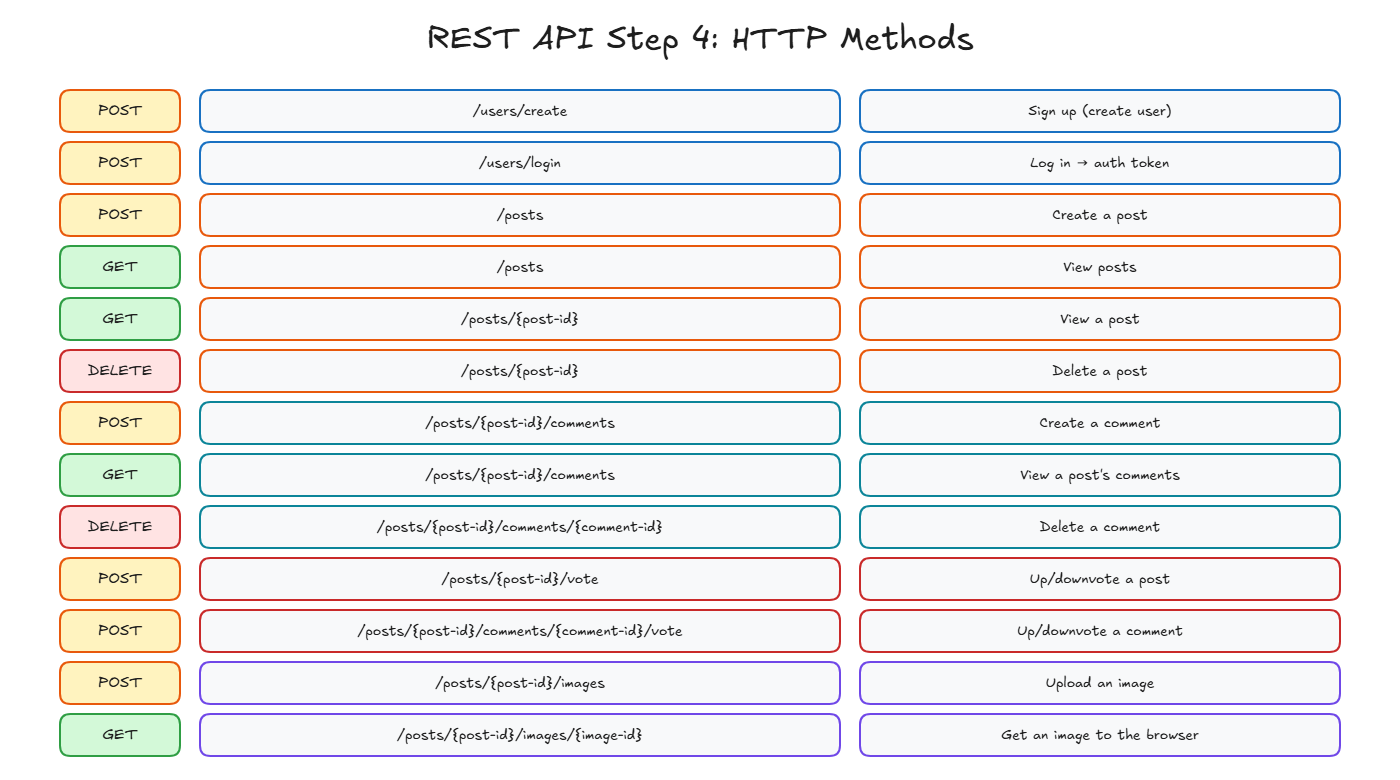 REST API Step 4: HTTP Methods
POST /users/create Sign up (create user)
POST /users/login Log in → auth token
POST /posts Create a post
GET /posts View posts
GET /posts/{post-id} View a post
DELETE /posts/{post-id} Delete a post
POST /posts/{post-id}/comments Create a comment
GET /posts/{post-id}/comments View a post's comments
DELETE /posts/{post-id}/comments/{comment-id} Delete a comment
POST /posts/{post-id}/vote Up/downvote a post
POST /posts/{post-id}/comments/{comment-id}/vote Up/downvote a comment
POST /posts/{post-id}/images Upload an image
GET /posts/{post-id}/images/{image-id} Get an image to the browser